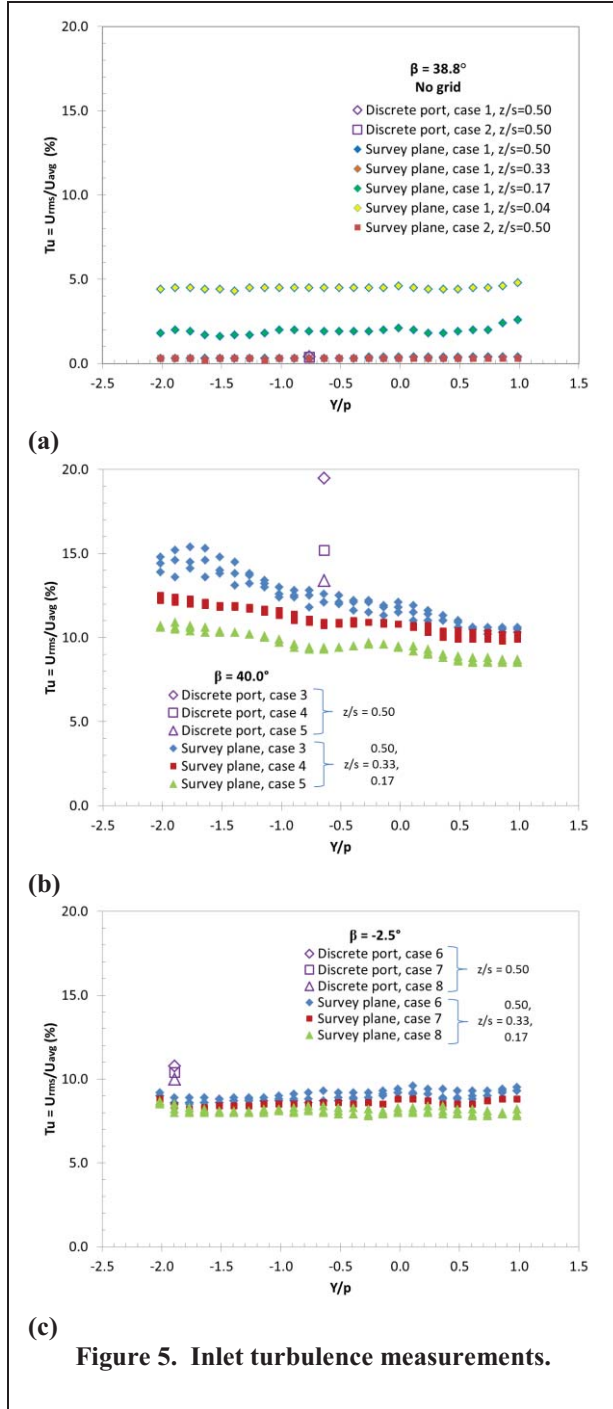 20.0
15.0
10.0
5.0
0.0
Tu = Urms/Uavg (%)
β = 38.8°
No grid
Discrete port, case 1, z/s=0.50
Discrete port, case 2, z/s=0.50
Survey plane, case 1, z/s=0.50
Survey plane, case 1, z/s=0.33
Survey plane, case 1, z/s=0.17
Survey plane, case 1, z/s=0.04
Survey plane, case 2, z/s=0.50
-2.5 -2.0 -1.5 -1.0 -0.5 0.0 0.5 1.0 1.5
Y/p
(a)
20.0
15.0
10.0
5.0
0.0
Tu = Urms/Uavg (%)
β = 40.0°
Discrete port, case 3
Discrete port, case 4
Discrete port, case 5
z/s = 0.50
Survey plane, case 3
Survey plane, case 4
Survey plane, case 5
0.50,
z/s = 0.33,
0.17
-2.5 -2.0 -1.5 -1.0 -0.5 0.0 0.5 1.0 1.5
Y/p
(b)
20.0
15.0
10.0
5.0
0.0
Tu = Urms/Uavg (%)
β = -2.5°
Discrete port, case 6
Discrete port, case 7
Discrete port, case 8
z/s = 0.50
Survey plane, case 6
Survey plane, case 7
Survey plane, case 8
0.50,
z/s = 0.33,
0.17
-2.5 -2.0 -1.5 -1.0 -0.5 0.0 0.5 1.0 1.5
Y/p
(c)
Figure 5. Inlet turbulence measurements.